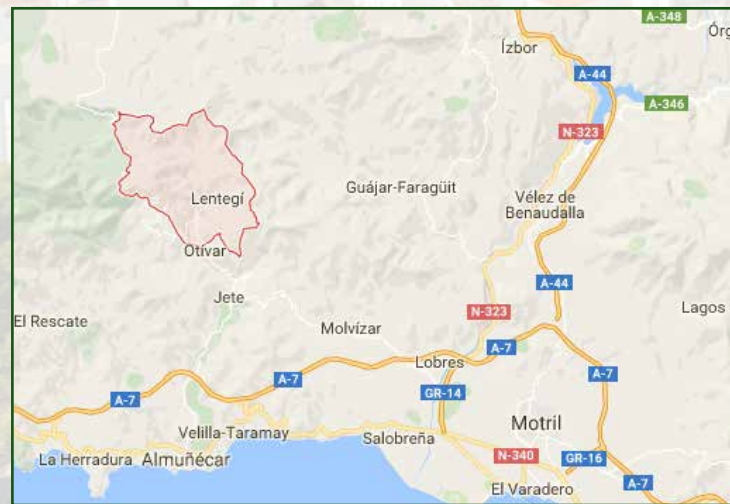 A-348
Órg
Ízbor
A-44
A-346
N-323
Lentegí
Guájar-Faragüit
Vélez de
Benaudalla
Otívar
A-44
Jete
Lagos
El Rescate
N-323
Molvízar
A-7
Lobres
A-7
A-7
A-7
GR-14
Motril
Velilla-Taramay
Salobreña
La Herradura
Almuñécar
N-340
GR-16
El Varadero